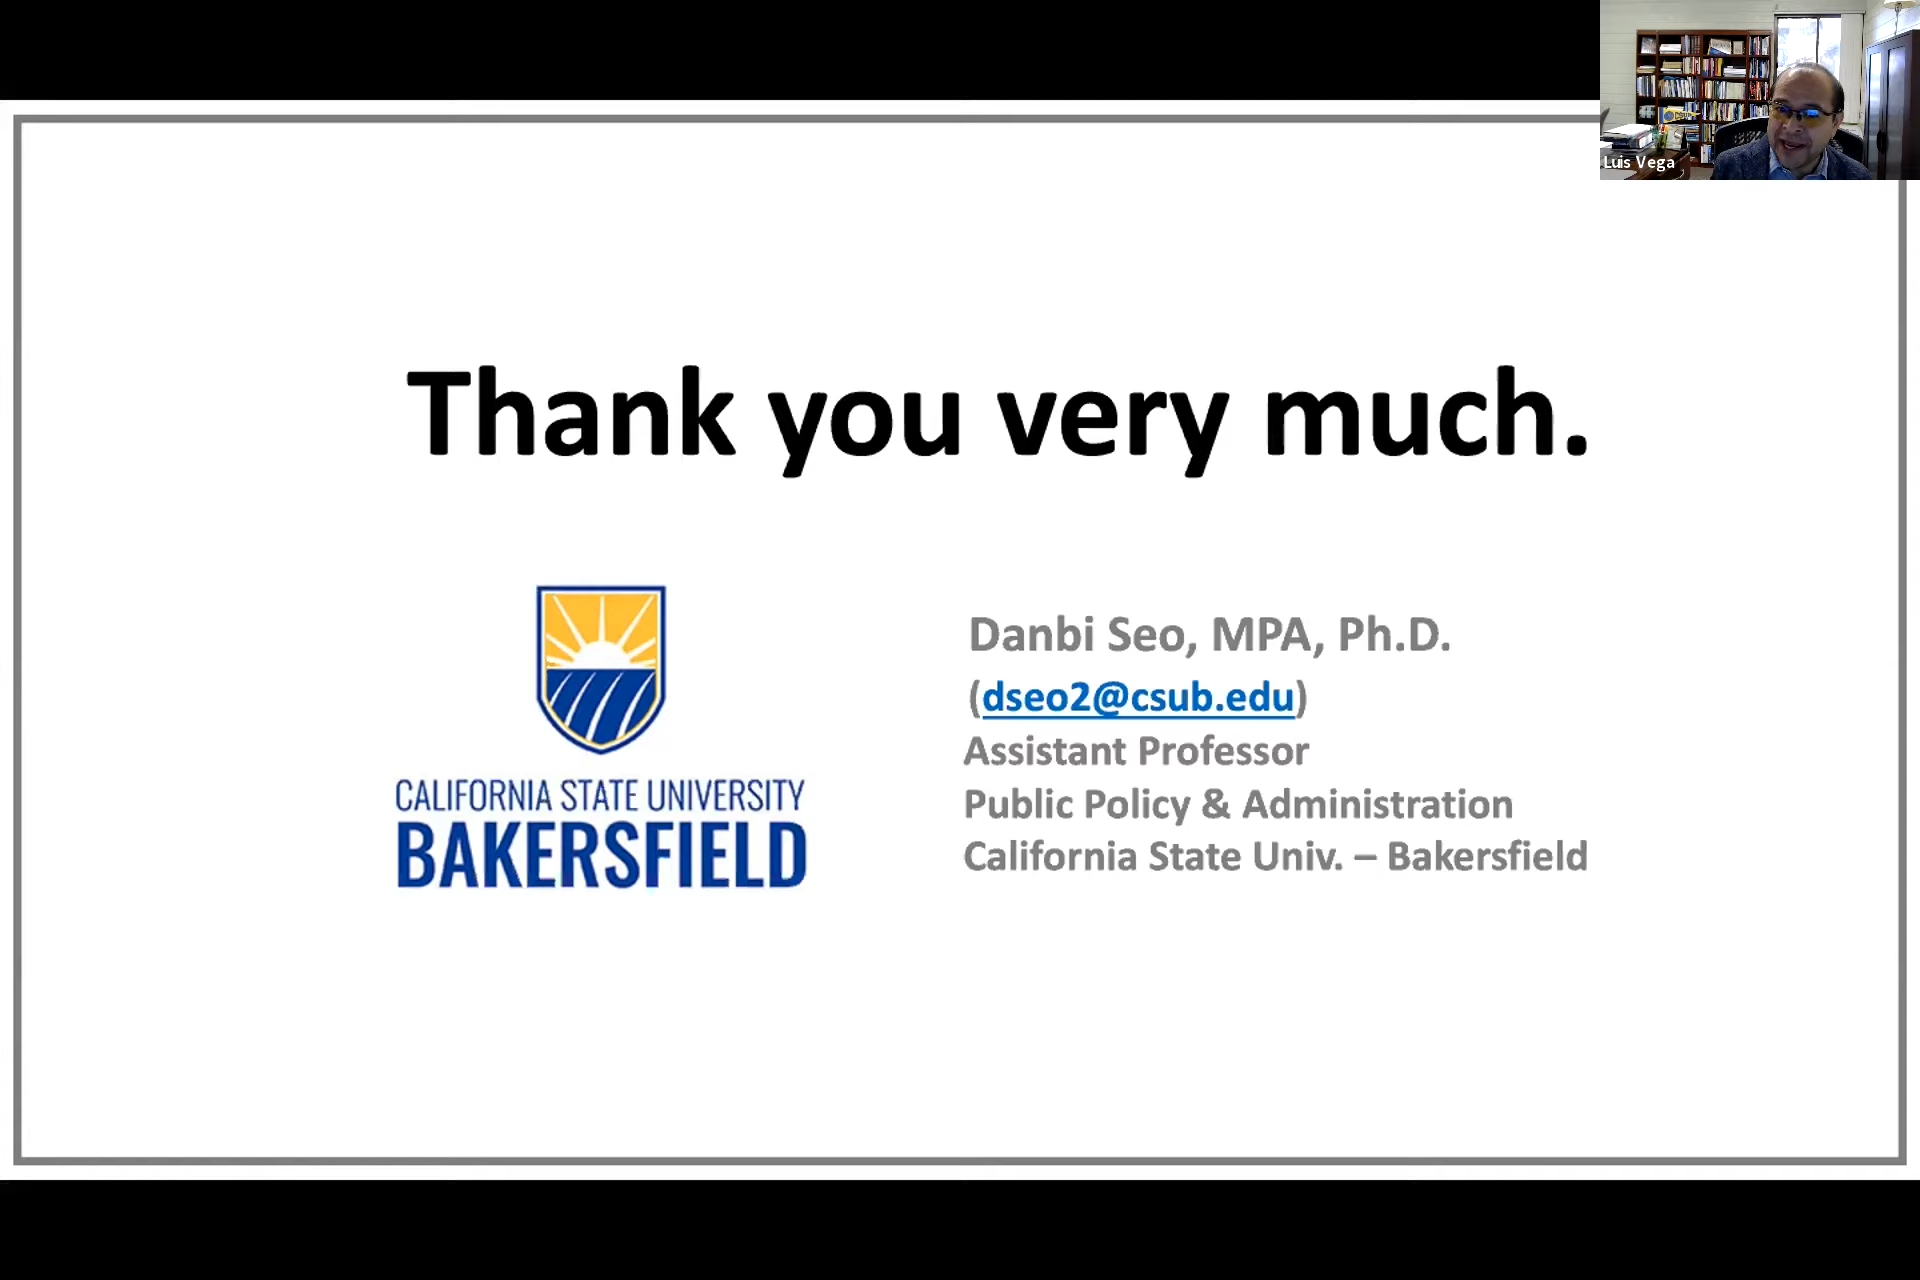 Luis Vega
Thank you very much.
CALIFORNIA STATE UNIVERSITY
BAKERSFIELD
Danbi Seo, MPA, Ph.D.
(dseo2@csub.edu)
Assistant Professor
Public Policy & Administration
California State Univ. – Bakersfield